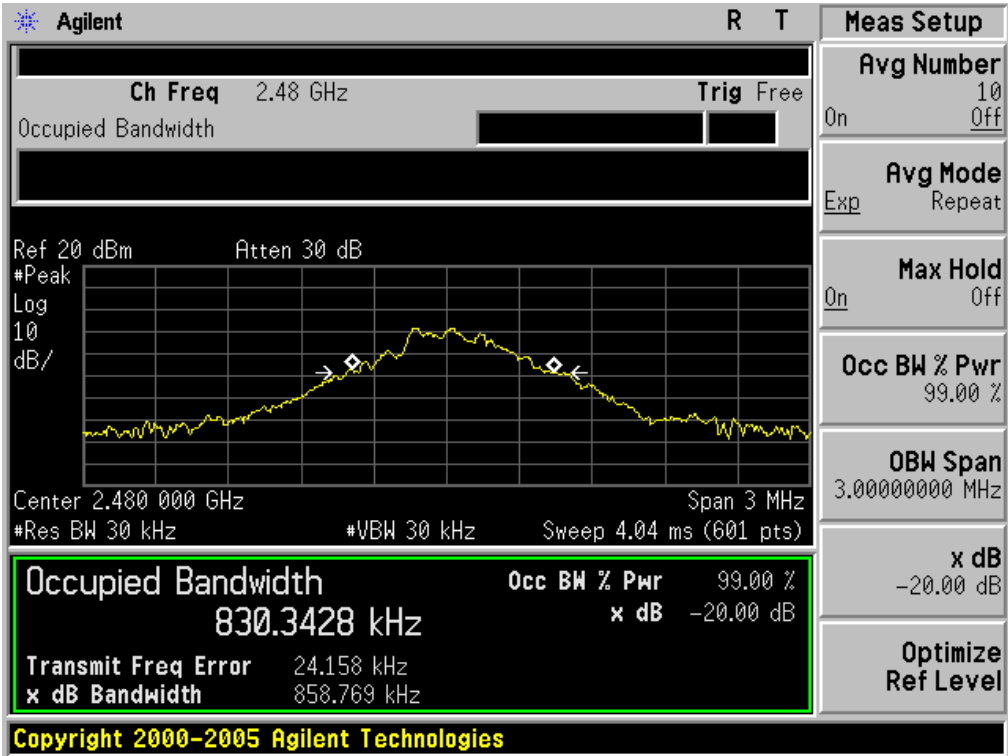 Agilent R T
Ch Freq 2.48 GHz Trig Free
Occupied Bandwidth
Ref 20 dBm Atten 30 dB
#Peak
Log
10
dB/
Center 2.480 000 GHz Span 3 MHz
#Res BW 30 kHz #VBW 30 kHz Sweep 4.04 ms (601 pts)
Occupied Bandwidth Occ BW % Pwr 99.00 %
830.3428 kHz x dB -20.00 dB
Transmit Freq Error 24.158 kHz
x dB Bandwidth 858.769 kHz
Copyright 2000-2005 Agilent Technologies
Meas Setup
Avg Number
10
On Off
Avg Mode
Exp Repeat
Max Hold
On Off
Occ BW % Pwr
99.00 %
OBW Span
3.00000000 MHz
x dB
-20.00 dB
Optimize
Ref Level